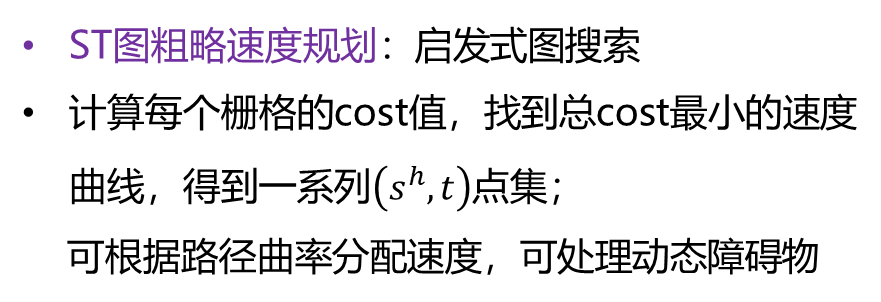 • ST图粗略速度规划：启发式图搜索
• 计算每个栅格的cost值，找到总cost最小的速度
曲线，得到一系列(sʰ,t)点集；
可根据路径曲率分配速度，可处理动态障碍物